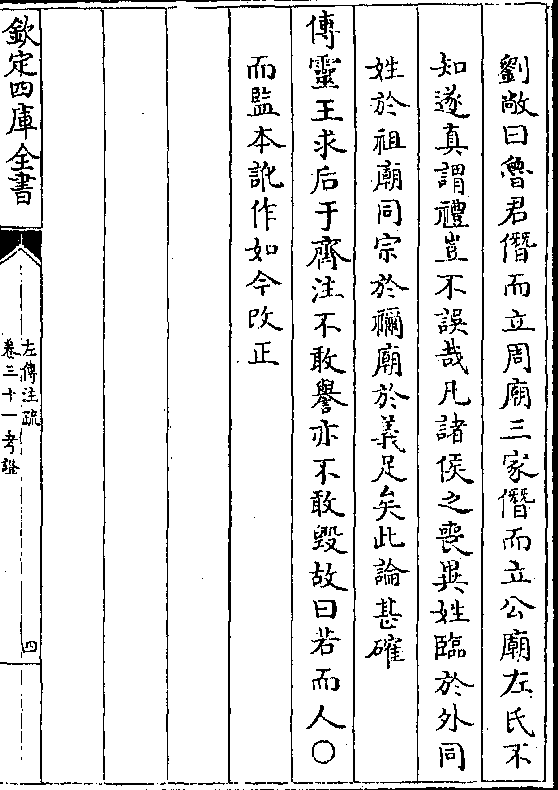 劉敞曰魯君僭而立周廟三家僭而立公廟左氏不
知遂真謂禮豈不誤哉凡諸侯之喪異姓臨於外同
姓於祖廟同宗於禰廟於義足矣此論甚確
傳靈王求后于齊注不敢譽亦不敢毀故曰若而人〇
而監本訛作如今改正
欽定四庫全書
左傳注疏
卷三十一考證
四